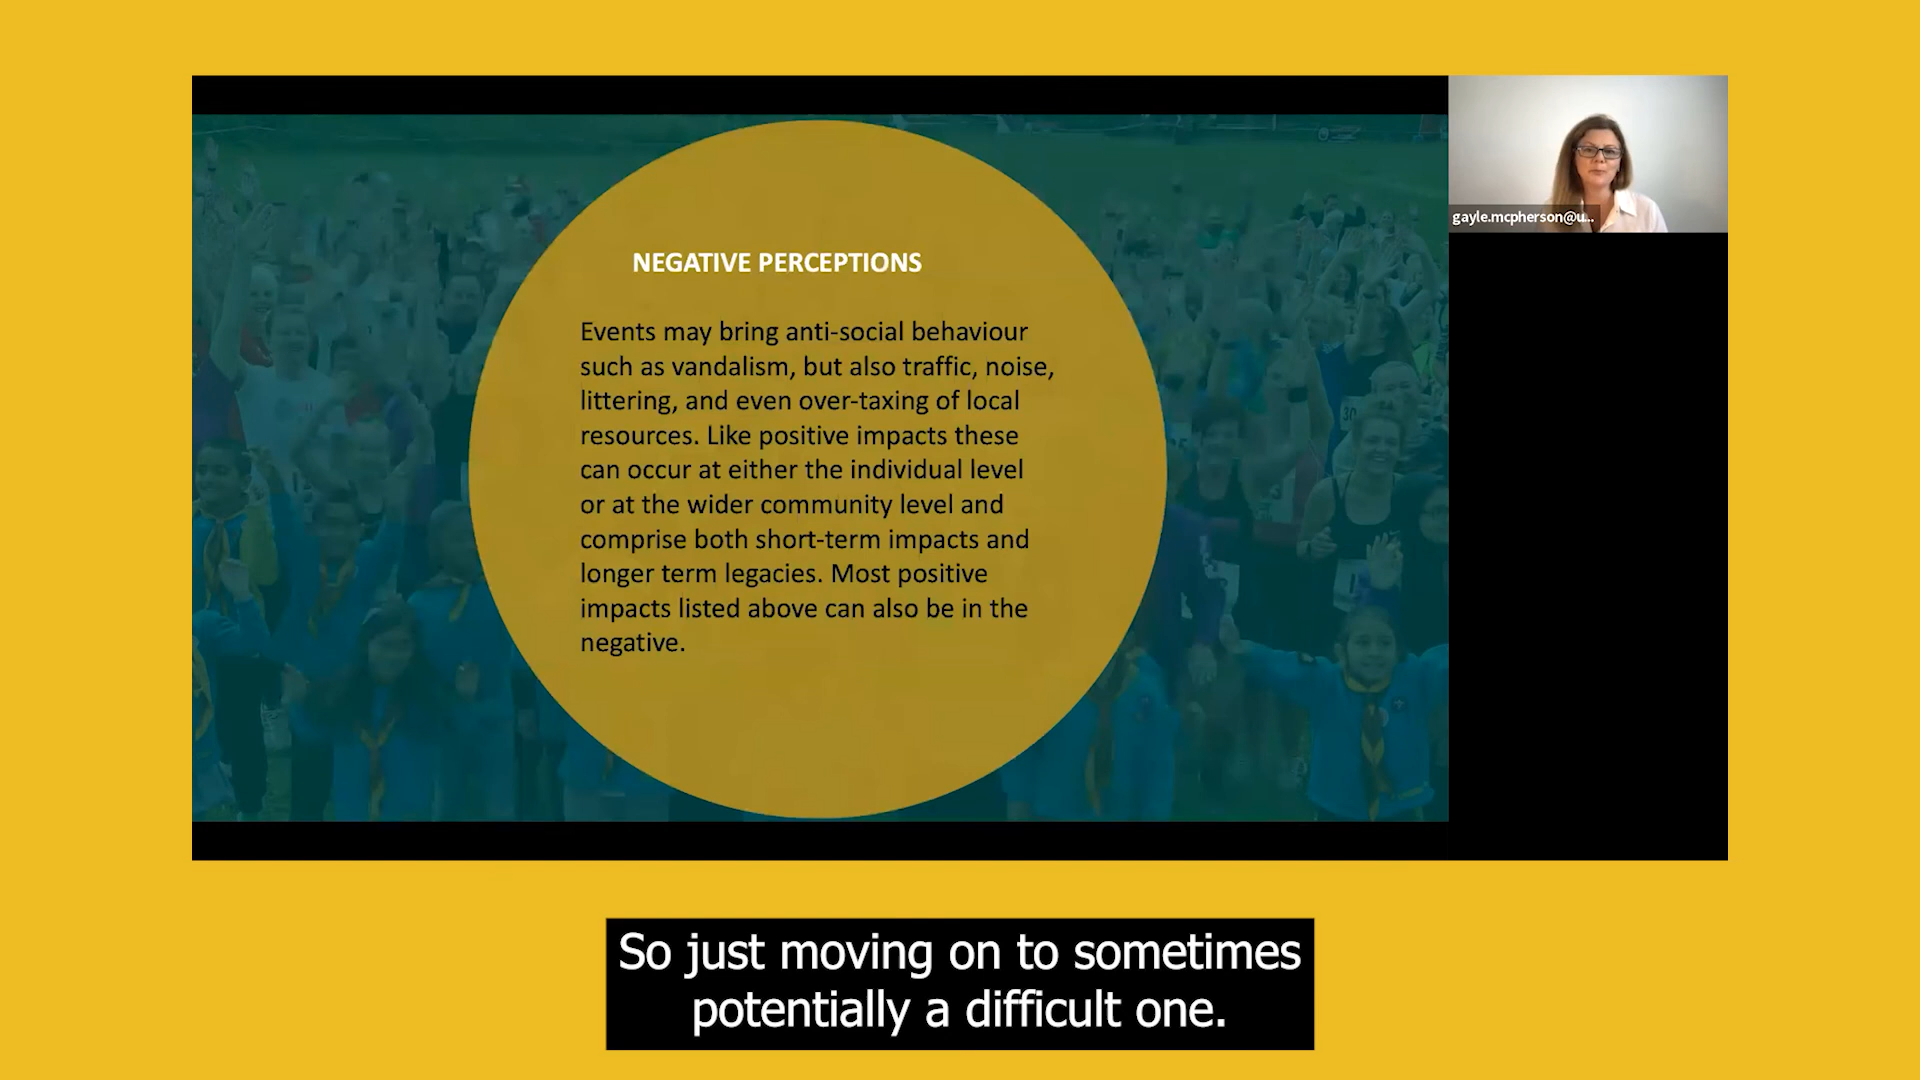 NEGATIVE PERCEPTIONS
Events may bring anti-social behaviour
such as vandalism, but also traffic, noise,
littering, and even over-taxing of local
resources. Like positive impacts these
can occur at either the individual level
or at the wider community level and
comprise both short-term impacts and
longer term legacies. Most positive
impacts listed above can also be in the
negative.
gayle.mcpherson@u...
So just moving on to sometimes
potentially a difficult one.